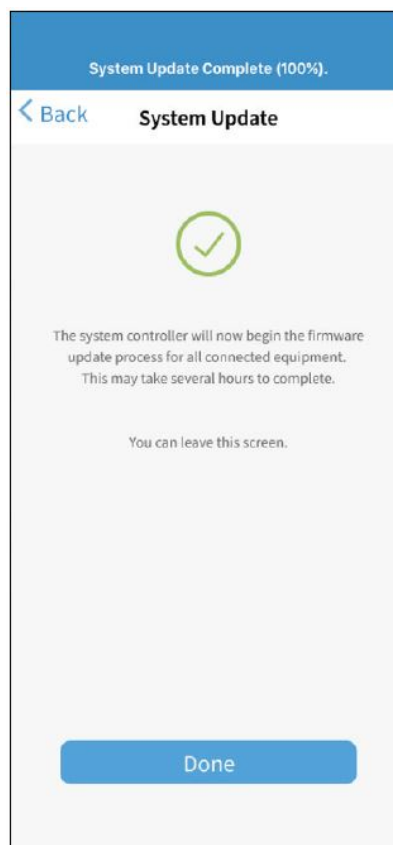 System Update Complete (100%).
Back
System Update
The system controller will now begin the firmware
update process for all connected equipment.
This may take several hours to complete.
You can leave this screen.
Done